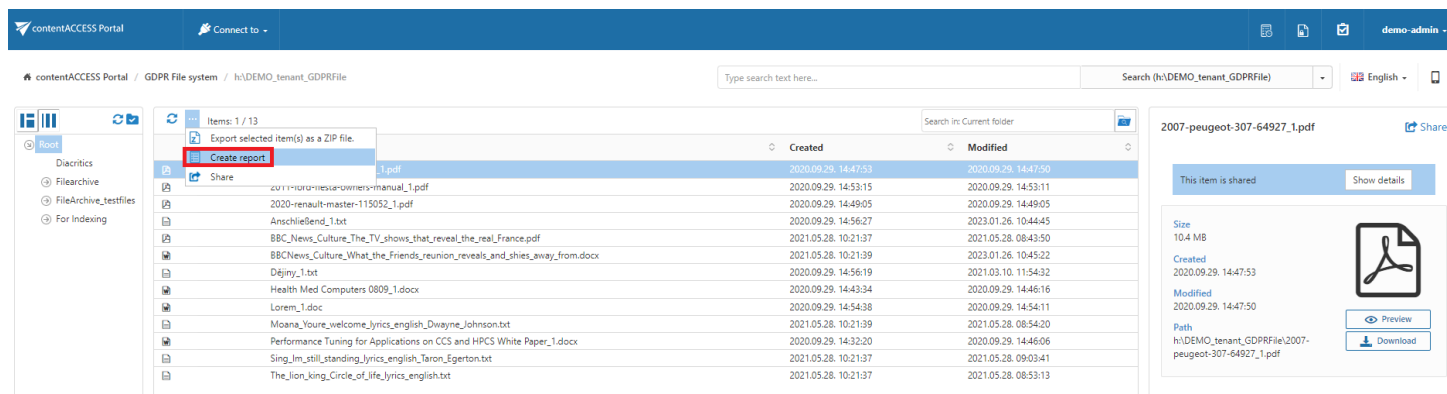 contentACCESS Portal
Connect to
demo-admin
contentACCESS Portal / GDPR File system / h:\DEMO_tenant_GDPRFile
Type search text here...
Search (h:\DEMO_tenant_GDPRFile)
English
Items: 1 / 13
Search in: Current folder
Root
Diacritics
Filearchive
FileArchive_testfiles
For Indexing
Export selected item(s) as a ZIP file.
Create report
Share
Created Modified
_1.pdf 2020.09.29. 14:47:53 2020.09.29. 14:47:50
2011-ford-fiesta-owners-manual_1.pdf 2020.09.29. 14:53:15 2020.09.29. 14:53:11
2020-renault-master-115052_1.pdf 2020.09.29. 14:49:05 2020.09.29. 14:49:05
Anschließend_1.txt 2020.09.29. 14:56:27 2023.01.26. 10:44:45
BBC_News_Culture_The_TV_shows_that_reveal_the_real_France.pdf 2021.05.28. 10:21:37 2021.05.28. 08:43:50
BBCNews_Culture_What_the_Friends_reunion_reveals_and_shies_away_from.docx 2021.05.28. 10:21:39 2023.01.26. 10:45:22
Dějiny_1.txt 2020.09.29. 14:56:19 2021.03.10. 11:54:32
Health Med Computers 0809_1.docx 2020.09.29. 14:43:34 2020.09.29. 14:46:16
Lorem_1.doc 2020.09.29. 14:54:38 2020.09.29. 14:54:11
Moana_Youre_welcome_lyrics_english_Dwayne_Johnson.txt 2021.05.28. 10:21:39 2021.05.28. 08:54:20
Performance Tuning for Applications on CCS and HPCS White Paper_1.docx 2020.09.29. 14:32:20 2020.09.29. 14:46:06
Sing_Im_still_standing_lyrics_english_Taron_Egerton.txt 2021.05.28. 10:21:37 2021.05.28. 09:03:41
The_lion_king_Circle_of_life_lyrics_english.txt 2021.05.28. 10:21:37 2021.05.28. 08:53:13
2007-peugeot-307-64927_1.pdf
Share
This item is shared
Show details
Size
10.4 MB
Created
2020.09.29. 14:47:53
Modified
2020.09.29. 14:47:50
Path
h:\DEMO_tenant_GDPRFile\2007-
peugeot-307-64927_1.pdf
Preview
Download